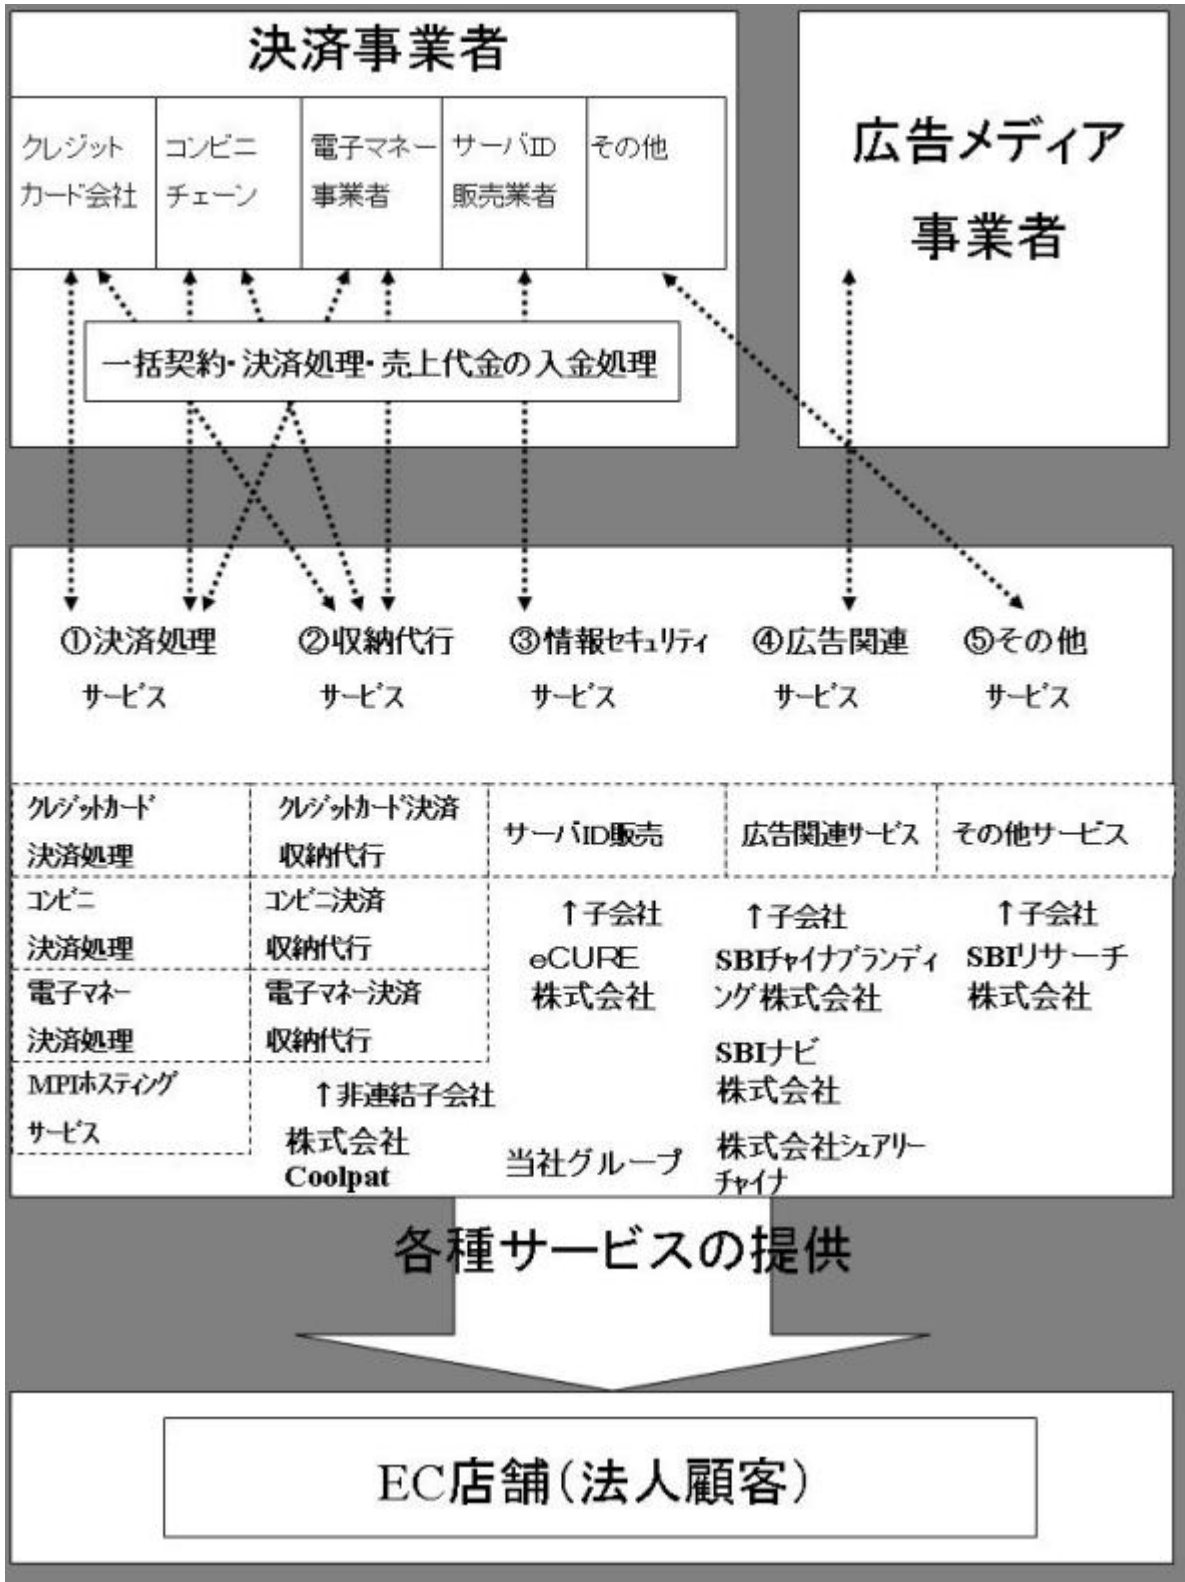 決済事業者
クレジット
カード会社
コンビニ
チェーン
電子マネー
事業者
サーバID
販売業者
その他
広告メディア
事業者
一括契約・決済処理・売上代金の入金処理
①決済処理
サービス
②収納代行
サービス
③情報セキュリティ
サービス
④広告関連
サービス
⑤その他
サービス
クレジットカード
決済処理
コンビニ
決済処理
電子マネー
決済処理
MPIホスティング
サービス
クレジットカード決済
収納代行
コンビニ決済
収納代行
電子マネー決済
収納代行
↑非連結子会社
株式会社
Coolpat
サーバID販売
↑子会社
eCURE
株式会社
当社グループ
広告関連サービス
↑子会社
SBIチャイナブランディ
ング株式会社
SBIナビ
株式会社
株式会社シェアリー
チャイナ
その他サービス
↑子会社
SBIリサーチ
株式会社
各種サービスの提供
EC店舗(法人顧客)